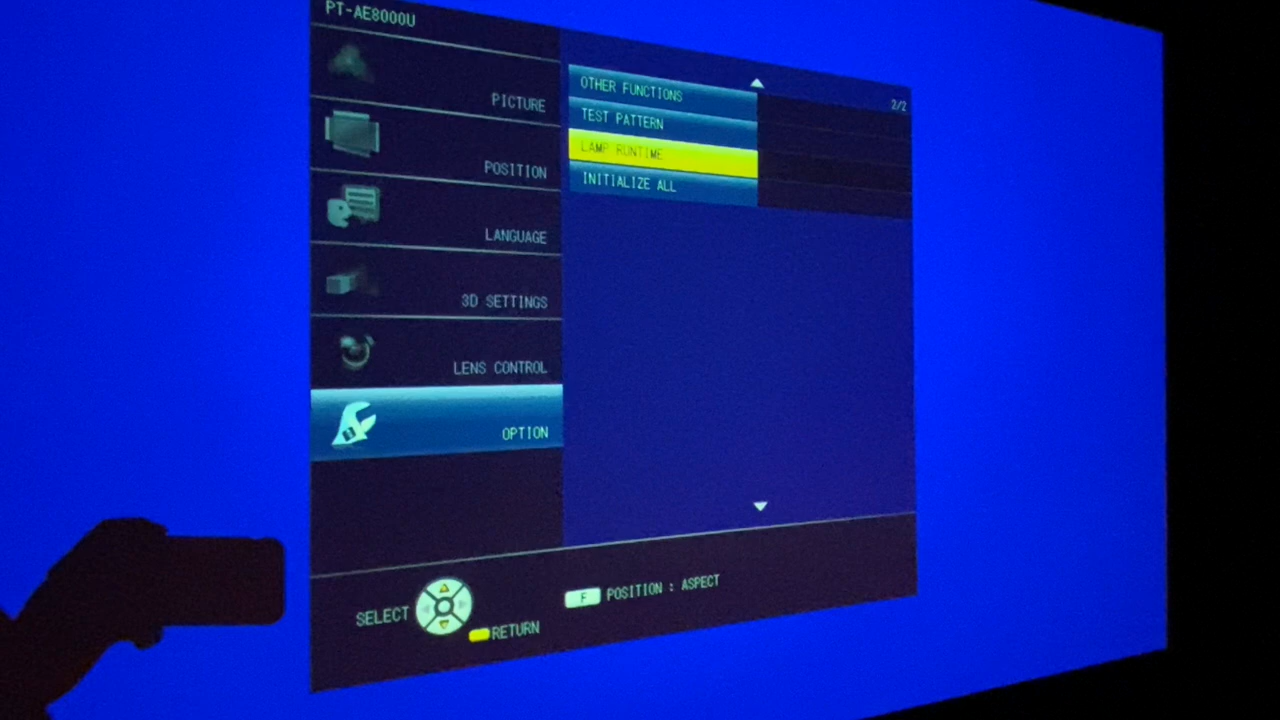 PT-AE8000U
PICTURE
POSITION
LANGUAGE
3D SETTINGS
LENS CONTROL
OPTION
2/2
OTHER FUNCTIONS
TEST PATTERN
LAMP RUNTIME
INITIALIZE ALL
SELECT
RETURN
F POSITION : ASPECT